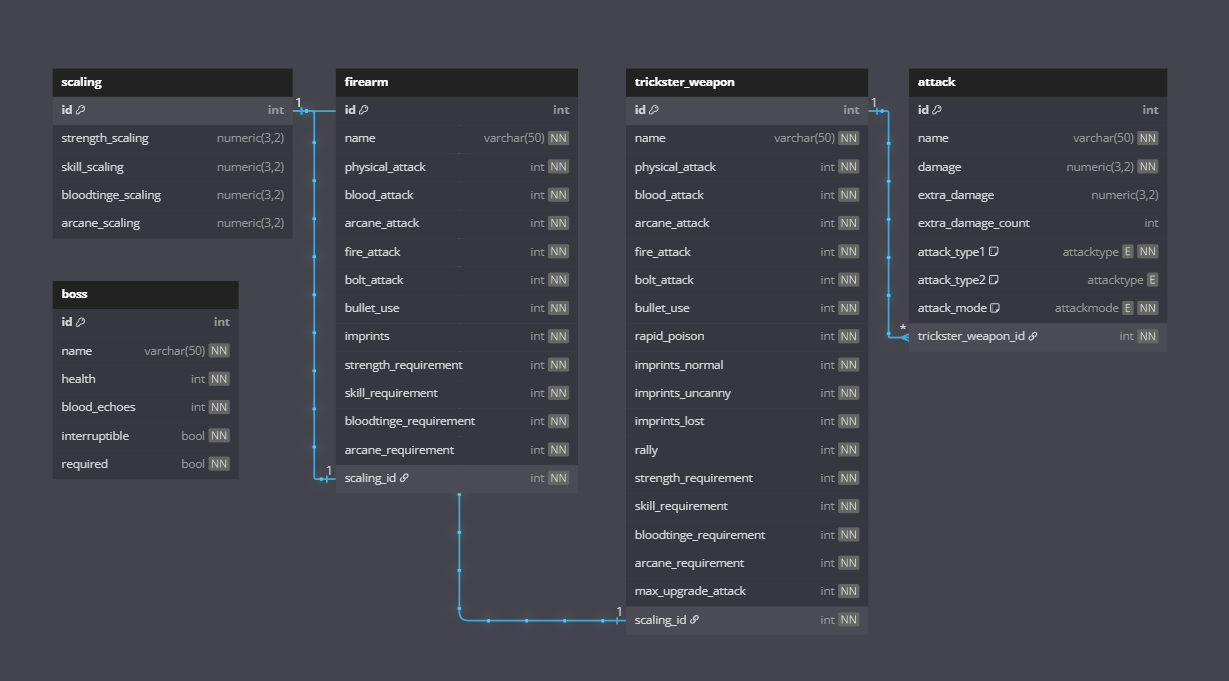 scaling
id int
strength_scaling numeric(3,2)
skill_scaling numeric(3,2)
bloodtinge_scaling numeric(3,2)
arcane_scaling numeric(3,2)
boss
id int
name varchar(50) NN
health int NN
blood_echoes int NN
interruptible bool NN
required bool NN
1
1
firearm
id int
name varchar(50) NN
physical_attack int NN
blood_attack int NN
arcane_attack int NN
fire_attack int NN
bolt_attack int NN
bullet_use int NN
imprints int NN
strength_requirement int NN
skill_requirement int NN
bloodtinge_requirement int NN
arcane_requirement int NN
scaling_id int NN
1
trickster_weapon
id int
name varchar(50) NN
physical_attack int NN
blood_attack int NN
arcane_attack int NN
fire_attack int NN
bolt_attack int NN
bullet_use int NN
rapid_poison int NN
imprints_normal int NN
imprints_uncanny int NN
imprints_lost int NN
rally int NN
strength_requirement int NN
skill_requirement int NN
bloodtinge_requirement int NN
arcane_requirement int NN
max_upgrade_attack int NN
scaling_id int NN
1
*
attack
id int
name varchar(50) NN
damage numeric(3,2) NN
extra_damage numeric(3,2)
extra_damage_count int
attack_type1 attacktype E NN
attack_type2 attacktype E
attack_mode attackmode E NN
trickster_weapon_id int NN